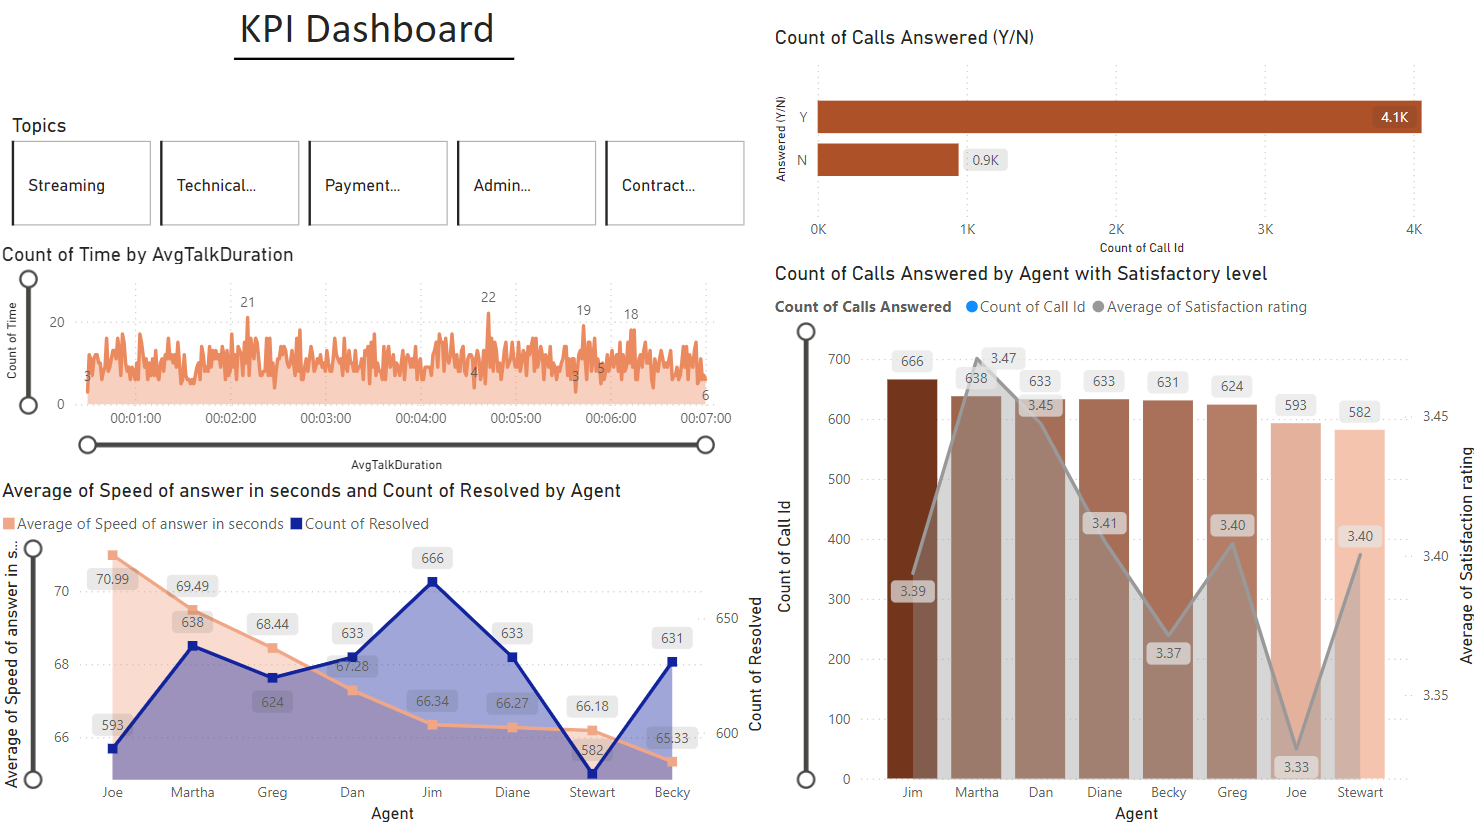 KPI Dashboard
Topics
Streaming
Technical...
Payment...
Admin...
Contract...
Count of Time by AvgTalkDuration
Count of Time
20
0
3
21
4
22
19
3
5
18
6
00:01:00
00:02:00
00:03:00
00:04:00
00:05:00
00:06:00
00:07:00
AvgTalkDuration
Average of Speed of answer in seconds and Count of Resolved by Agent
Average of Speed of answer in seconds
Count of Resolved
Average of Speed of answer in s...
70
68
66
70.99
69.49
68.44
67.28
66.34
66.27
66.18
65.33
593
638
624
633
666
633
582
631
650
600
Count of Resolved
Joe
Martha
Greg
Dan
Jim
Diane
Stewart
Becky
Agent
Count of Calls Answered (Y/N)
Answered (Y/N)
Y
4.1K
N
0.9K
0K
1K
2K
3K
4K
Count of Call Id
Count of Calls Answered by Agent with Satisfactory level
Count of Calls Answered
Count of Call Id
Average of Satisfaction rating
Count of Call Id
700
600
500
400
300
200
100
0
666
638
633
633
631
624
593
582
3.39
3.47
3.45
3.41
3.37
3.40
3.33
3.40
3.45
3.40
3.35
Average of Satisfaction rating
Jim
Martha
Dan
Diane
Becky
Greg
Joe
Stewart
Agent